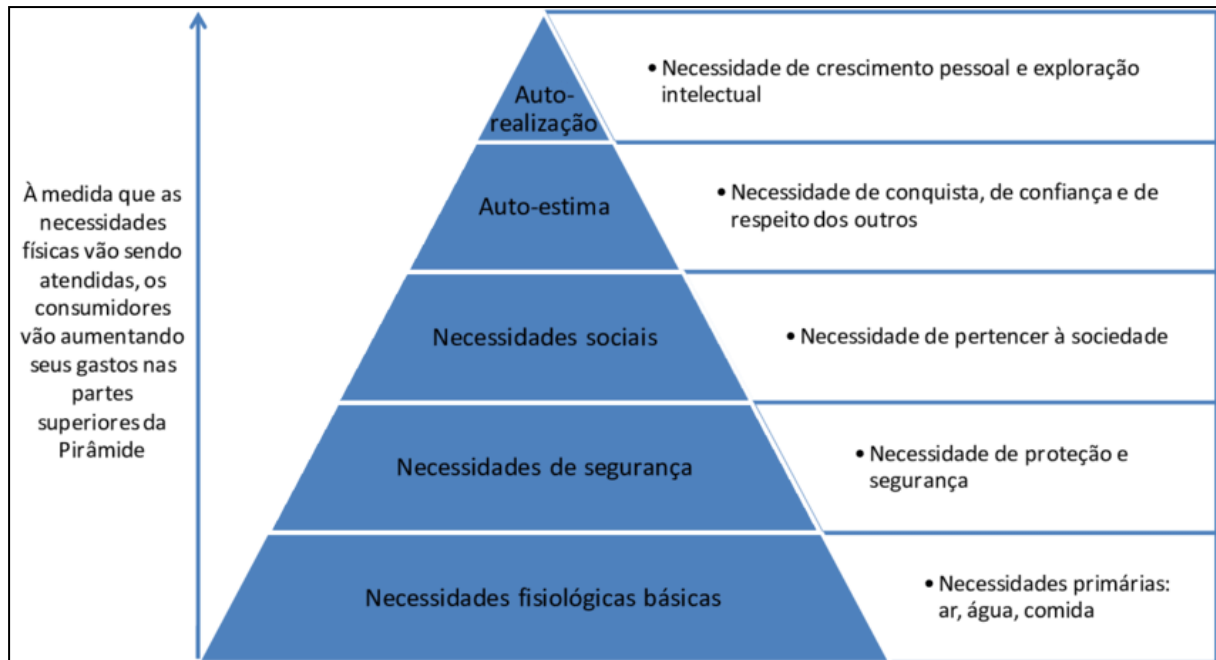 À medida que as
necessidades
físicas vão sendo
atendidas, os
consumidores
vão aumentando
seus gastos nas
partes
superiores da
Pirâmide
Auto-
realização
• Necessidade de crescimento pessoal e exploração
intelectual
Auto-estima
• Necessidade de conquista, de confiança e de
respeito dos outros
Necessidades sociais
• Necessidade de pertencer à sociedade
Necessidades de segurança
• Necessidade de proteção e
segurança
Necessidades fisiológicas básicas
• Necessidades primárias:
ar, água, comida